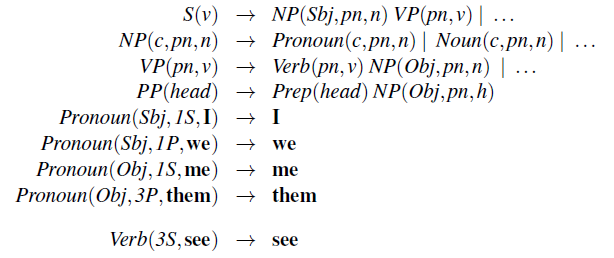 S(v) → NP(Sbj,pn,n) VP(pn,v) | ...
NP(c,pn,n) → Pronoun(c,pn,n) | Noun(c,pn,n) | ...
VP(pn,v) → Verb(pn,v) NP(Obj,pn,n) | ...
PP(head) → Prep(head) NP(Obj,pn,h)
Pronoun(Sbj,1S,I) → I
Pronoun(Sbj,1P,we) → we
Pronoun(Obj,1S,me) → me
Pronoun(Obj,3P,them) → them
Verb(3S,see) → see